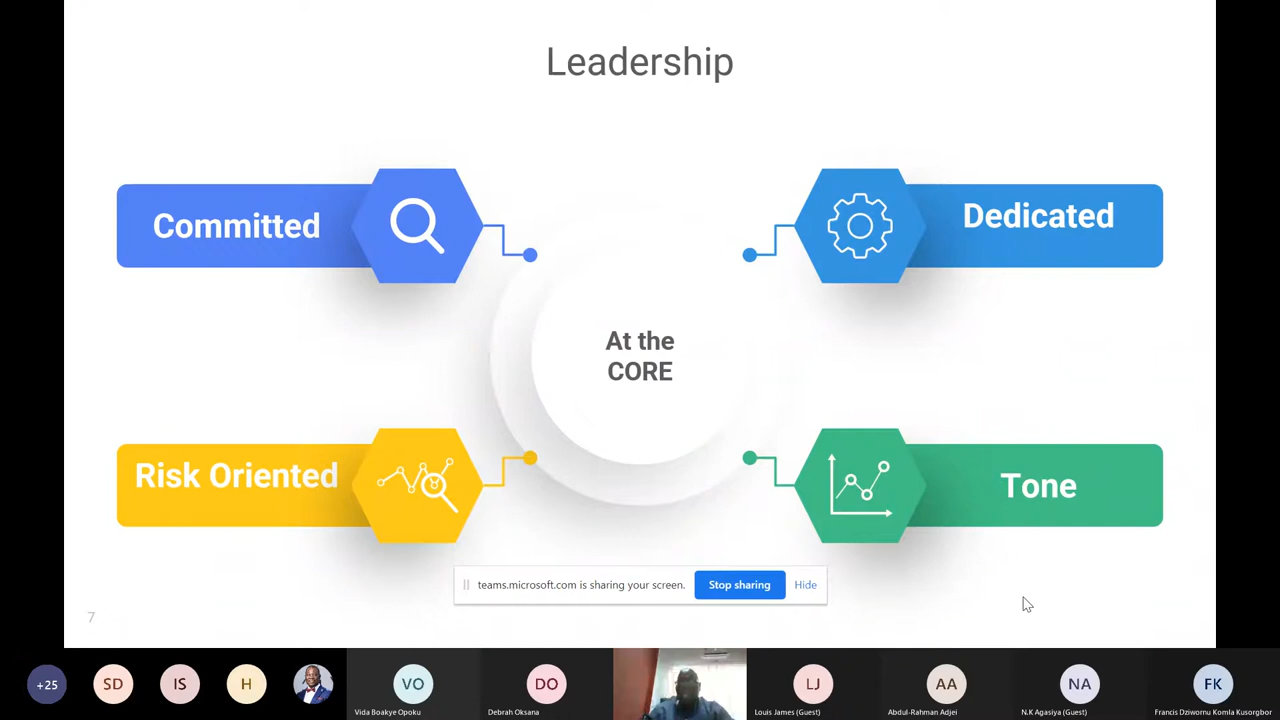 Leadership
Committed
Dedicated
At the
CORE
Risk Oriented
Tone
teams.microsoft.com is sharing your screen.
Stop sharing
Hide
7
+25
SD
IS
H
VO
DO
LJ
AA
NA
FK
Vida Boakye Opoku
Debrah Oksana
Louis James (Guest)
Abdul-Rahman Adjei
N.K Agasiya (Guest)
Francis Dziwonu Komla Kusorgbor